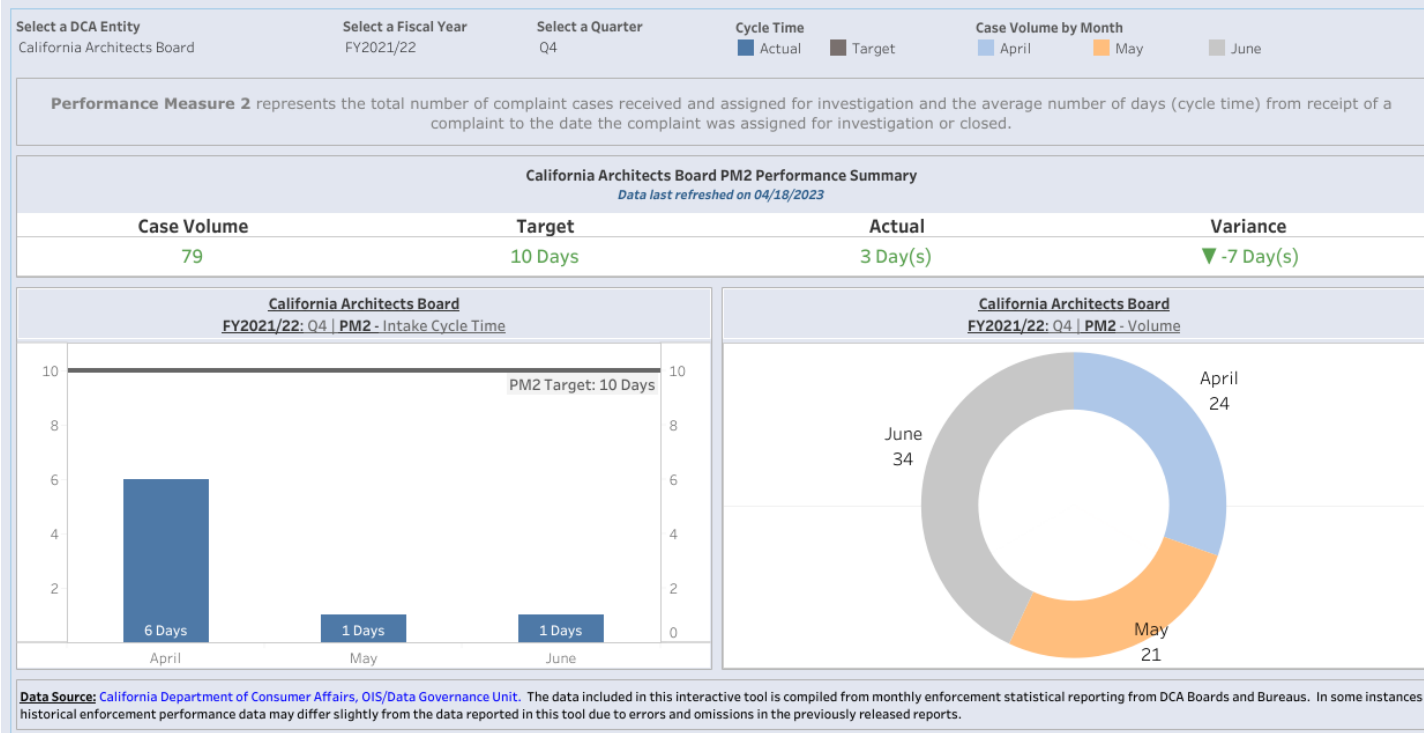 Select a DCA Entity
California Architects Board
Select a Fiscal Year
FY2021/22
Select a Quarter
Q4
Cycle Time
Actual
Target
Case Volume by Month
April
May
June
Performance Measure 2 represents the total number of complaint cases received and assigned for investigation and the average number of days (cycle time) from receipt of a
complaint to the date the complaint was assigned for investigation or closed.
California Architects Board PM2 Performance Summary
Data last refreshed on 04/18/2023
Case Volume
Target
Actual
Variance
79
10 Days
3 Day(s)
▼ -7 Day(s)
California Architects Board
FY2021/22: Q4 | PM2 - Intake Cycle Time
10
8
6
4
2
PM2 Target: 10 Days
10
8
6
4
2
0
6 Days
1 Days
1 Days
April
May
June
California Architects Board
FY2021/22: Q4 | PM2 - Volume
April
24
June
34
May
21
Data Source: California Department of Consumer Affairs, OIS/Data Governance Unit. The data included in this interactive tool is compiled from monthly enforcement statistical reporting from DCA Boards and Bureaus. In some instances
historical enforcement performance data may differ slightly from the data reported in this tool due to errors and omissions in the previously released reports.